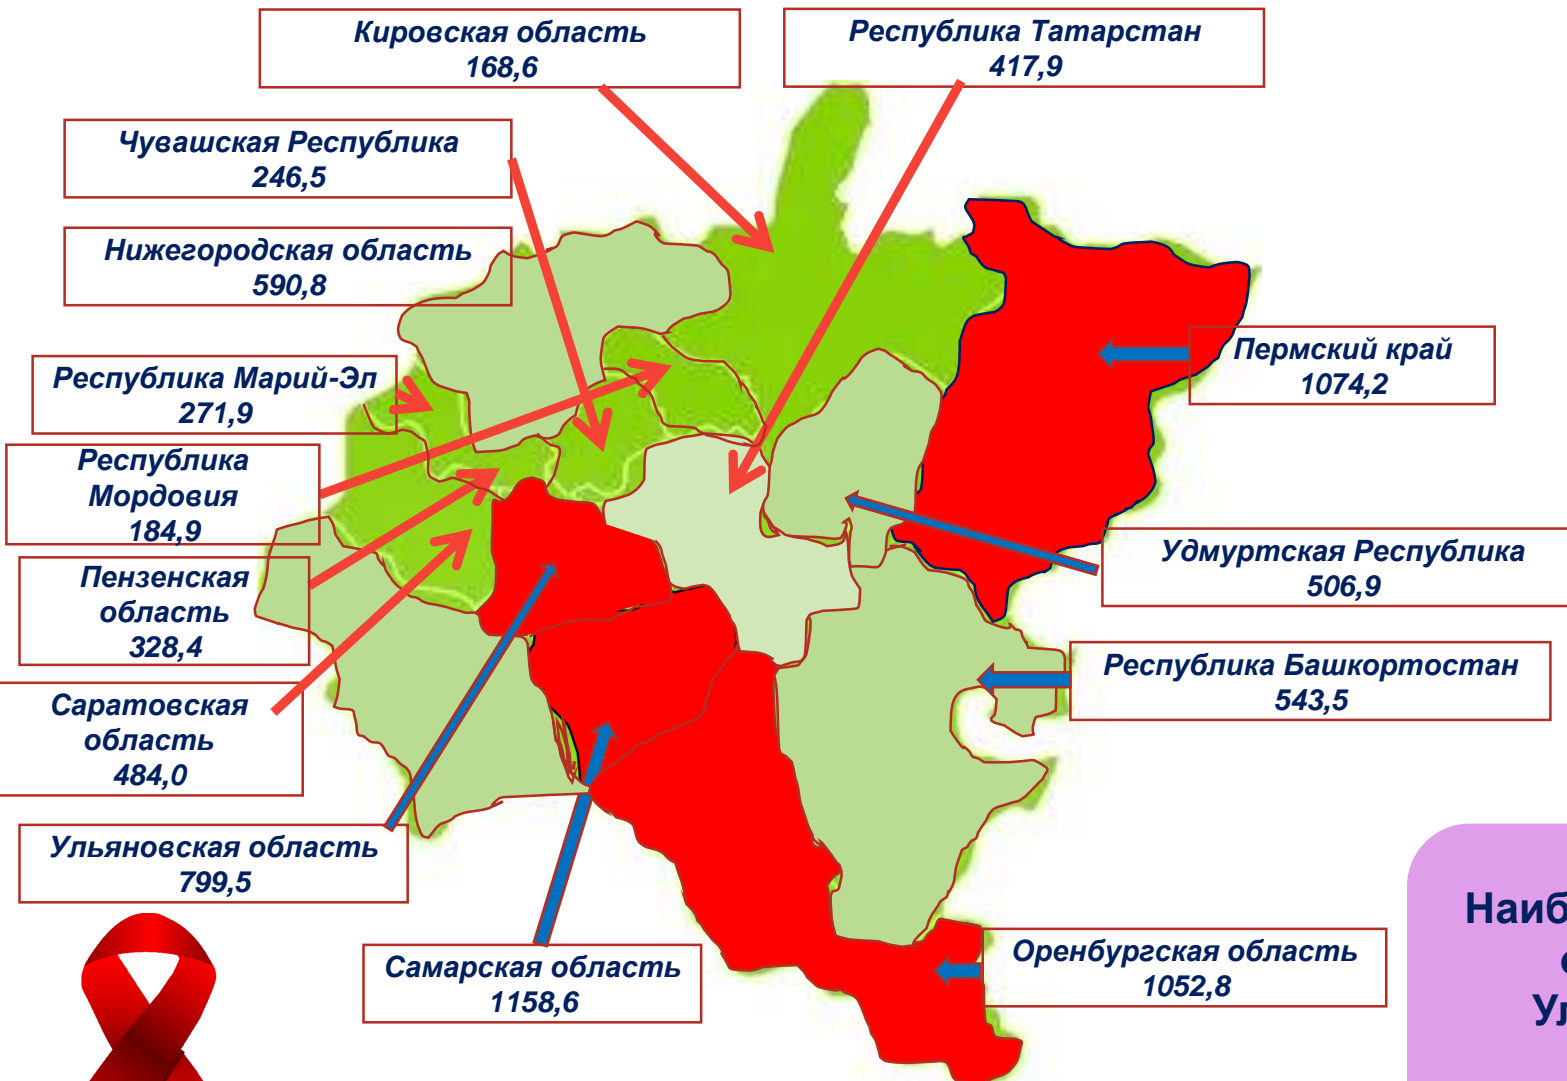 Кировская область
168,6
Республика Татарстан
417,9
Чувашская Республика
246,5
Нижегородская область
590,8
Республика Марий-Эл
271,9
Республика
Мордовия
184,9
Пензенская
область
328,4
Саратовская
область
484,0
Ульяновская область
799,5
Самарская область
1158,6
Пермский край
1074,2
Удмуртская Республика
506,9
Республика Башкортостан
543,5
Оренбургская область
1052,8
Наиб
Ул